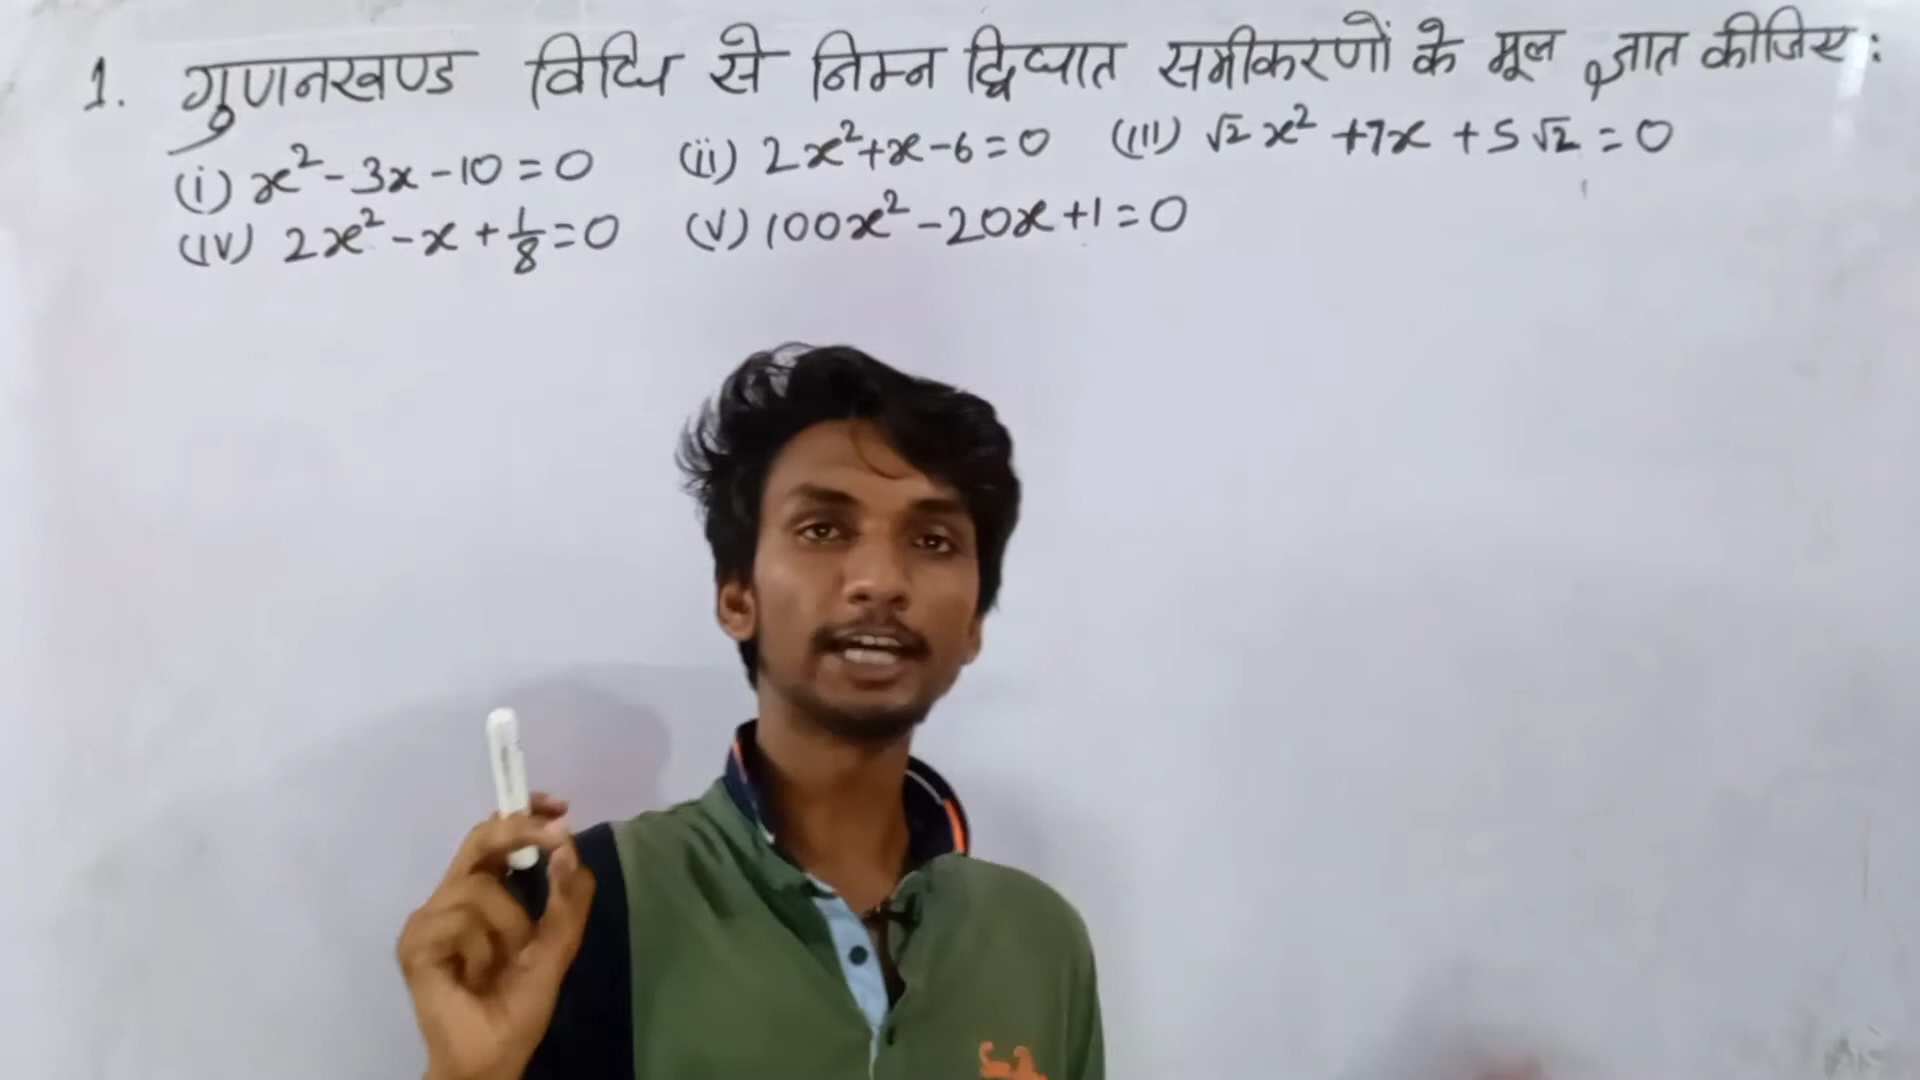 1. गुणनखण्ड विधि से निम्न द्विघात समीकरणों के मूल ज्ञात कीजिए:
(i) x² - 3x - 10 = 0 (ii) 2x² + x - 6 = 0 (iii) √2 x² + 7x + 5√2 = 0
(iv) 2x² - x + 1/8 = 0 (v) 100x² - 20x + 1 = 0